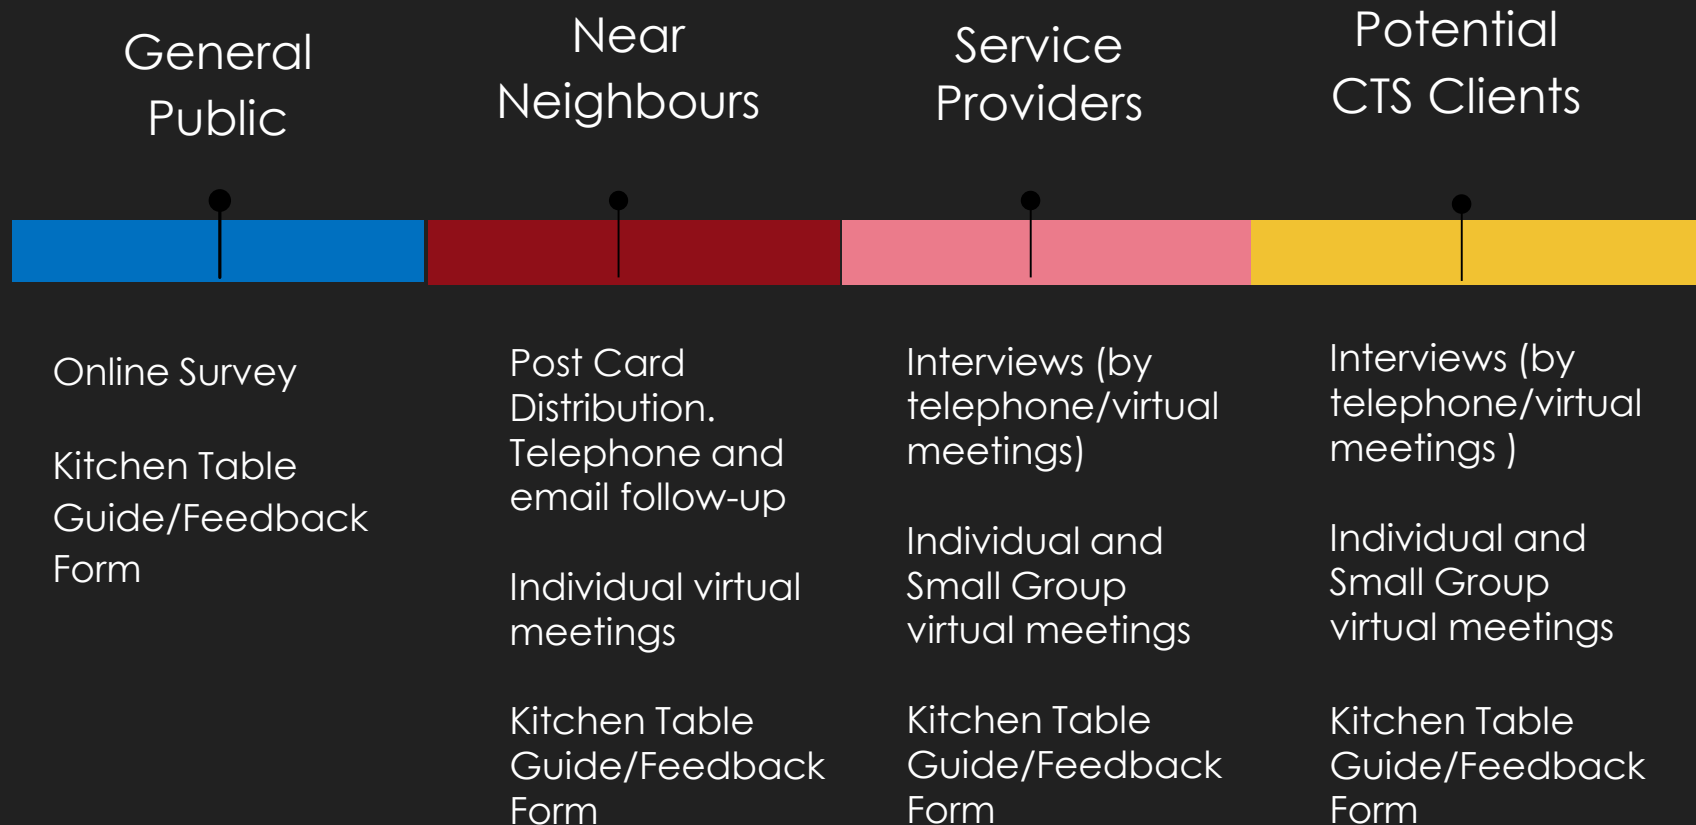 General
Public
Near
Neighbours
Service
Providers
Potential
CTS Clients
Online Survey
Kitchen Table
Guide/Feedback
Form
Post Card
Distribution.
Telephone and
email follow-up
Individual virtual
meetings
Kitchen Table
Guide/Feedback
Form
Interviews (by
telephone/virtual
meetings)
Individual and
Small Group
virtual meetings
Kitchen Table
Guide/Feedback
Form
Interviews (by
telephone/virtual
meetings )
Individual and
Small Group
virtual meetings
Kitchen Table
Guide/Feedback
Form